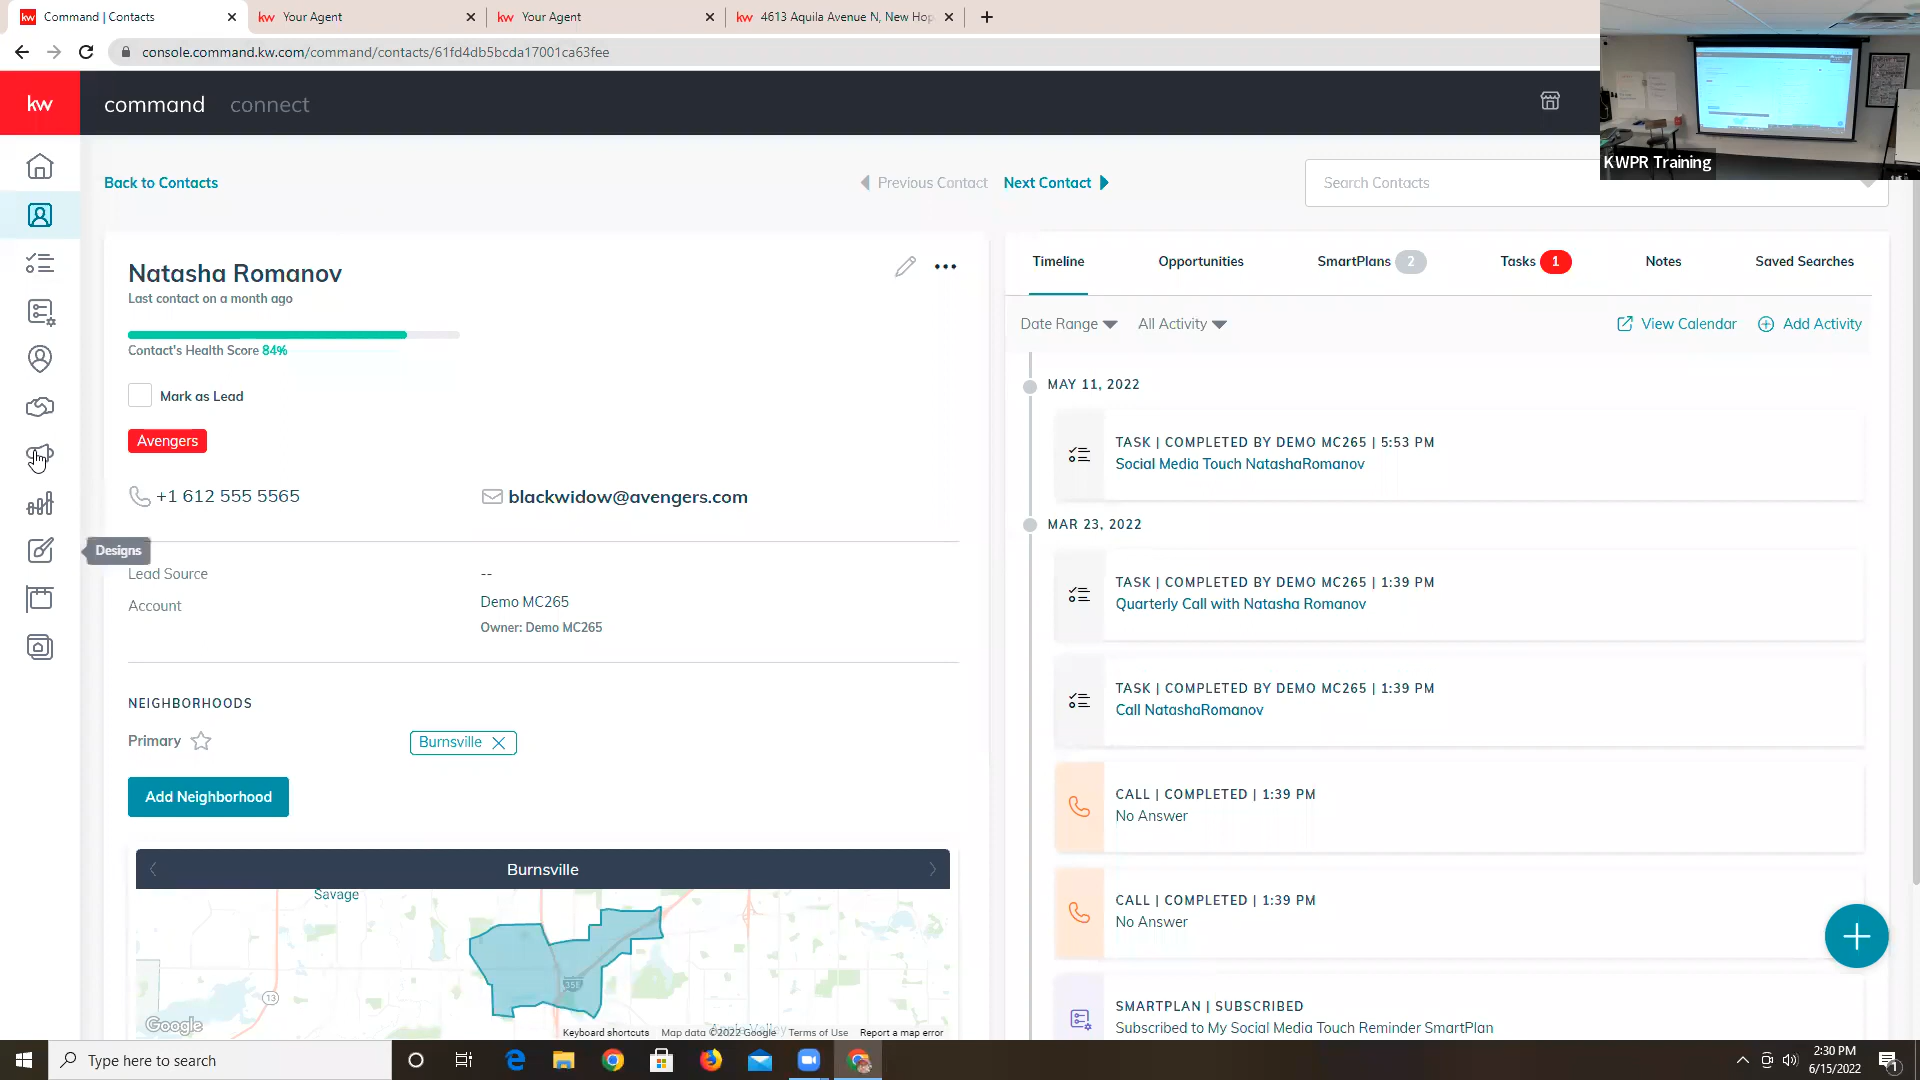 Command | Contacts
kw Your Agent
kw Your Agent
kw 4613 Aquila Avenue N, New Hop
console.command.kw.com/command/contacts/61fd4db5bcda17001ca63fee
kw
command connect
KWPR Training
Back to Contacts
Previous Contact
Next Contact
Search Contacts
Natasha Romanov
Last contact on a month ago
Contact's Health Score 84%
Mark as Lead
Avengers
+1 612 555 5565
blackwidow@avengers.com
Designs
Lead Source
--
Account
Demo MC265
Owner: Demo MC265
NEIGHBORHOODS
Primary
Burnsville
Add Neighborhood
Burnsville
Savage
35E
13
Apple Valley
Google
Keyboard shortcuts
Map data ©2022 Google
Terms of Use
Report a map error
Timeline
Opportunities
SmartPlans 2
Tasks 1
Notes
Saved Searches
Date Range
All Activity
View Calendar
Add Activity
MAY 11, 2022
TASK | COMPLETED BY DEMO MC265 | 5:53 PM
Social Media Touch NatashaRomanov
MAR 23, 2022
TASK | COMPLETED BY DEMO MC265 | 1:39 PM
Quarterly Call with Natasha Romanov
TASK | COMPLETED BY DEMO MC265 | 1:39 PM
Call NatashaRomanov
CALL | COMPLETED | 1:39 PM
No Answer
CALL | COMPLETED | 1:39 PM
No Answer
SMARTPLAN | SUBSCRIBED
Subscribed to My Social Media Touch Reminder SmartPlan
Type here to search
2:30 PM
6/15/2022
1